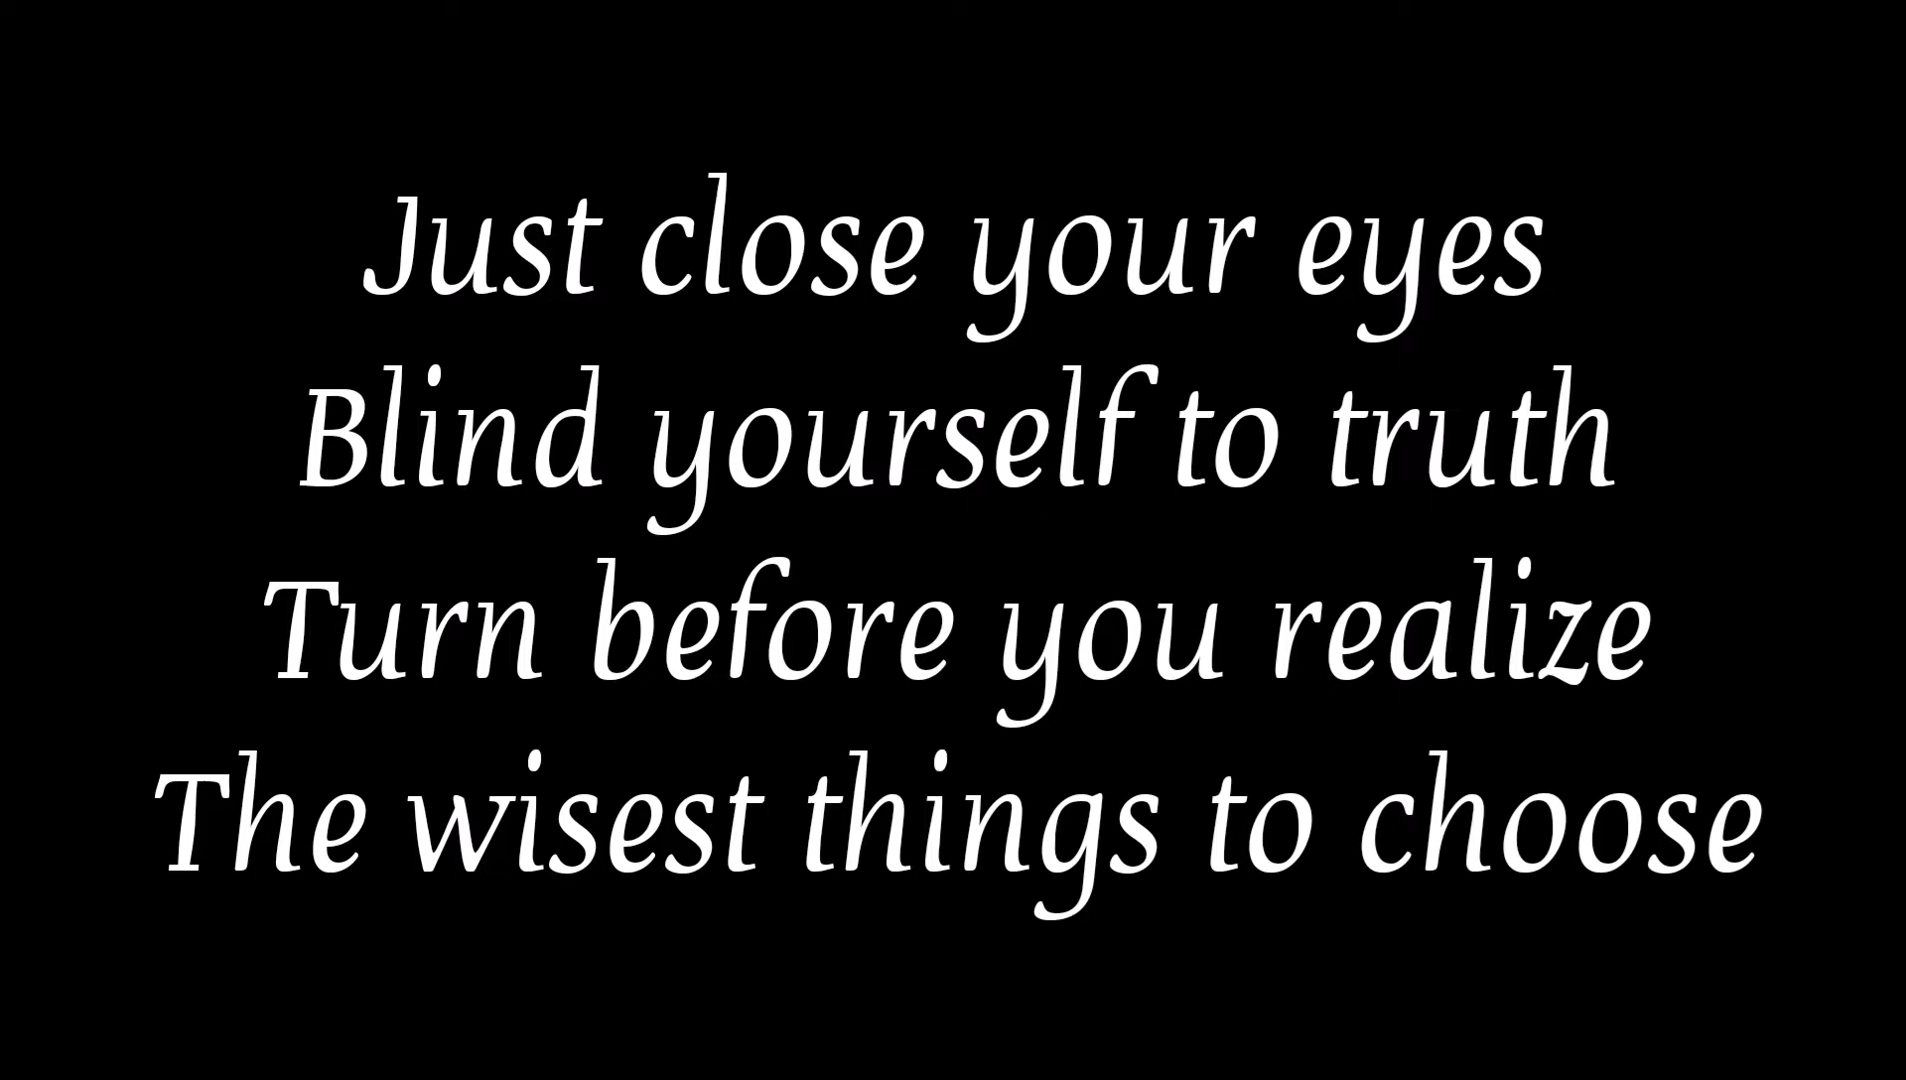 Just close your eyes
Blind yourself to truth
Turn before you realize
The wisest things to choose